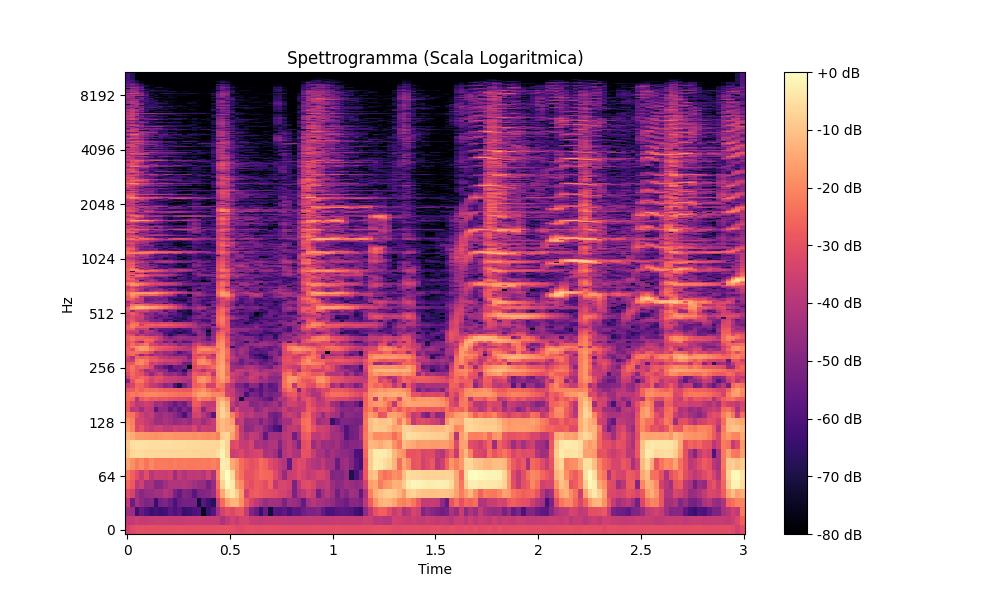 Spettrogramma (Scala Logaritmica)
Hz
8192
4096
2048
1024
512
256
128
64
0
0
0.5
1
1.5
2
2.5
3
Time
+0 dB
-10 dB
-20 dB
-30 dB
-40 dB
-50 dB
-60 dB
-70 dB
-80 dB